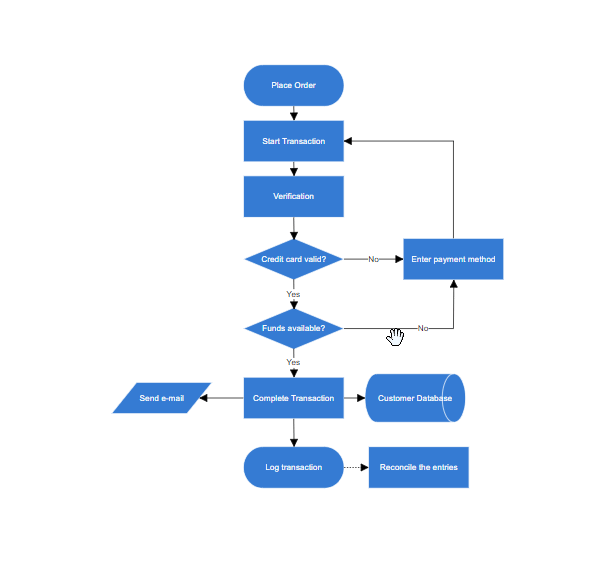 Place Order
Start Transaction
Verification
Credit card valid?
No
Enter payment method
Yes
Funds available?
No
Yes
Send e-mail
Complete Transaction
Customer Database
Log transaction
Reconcile the entries